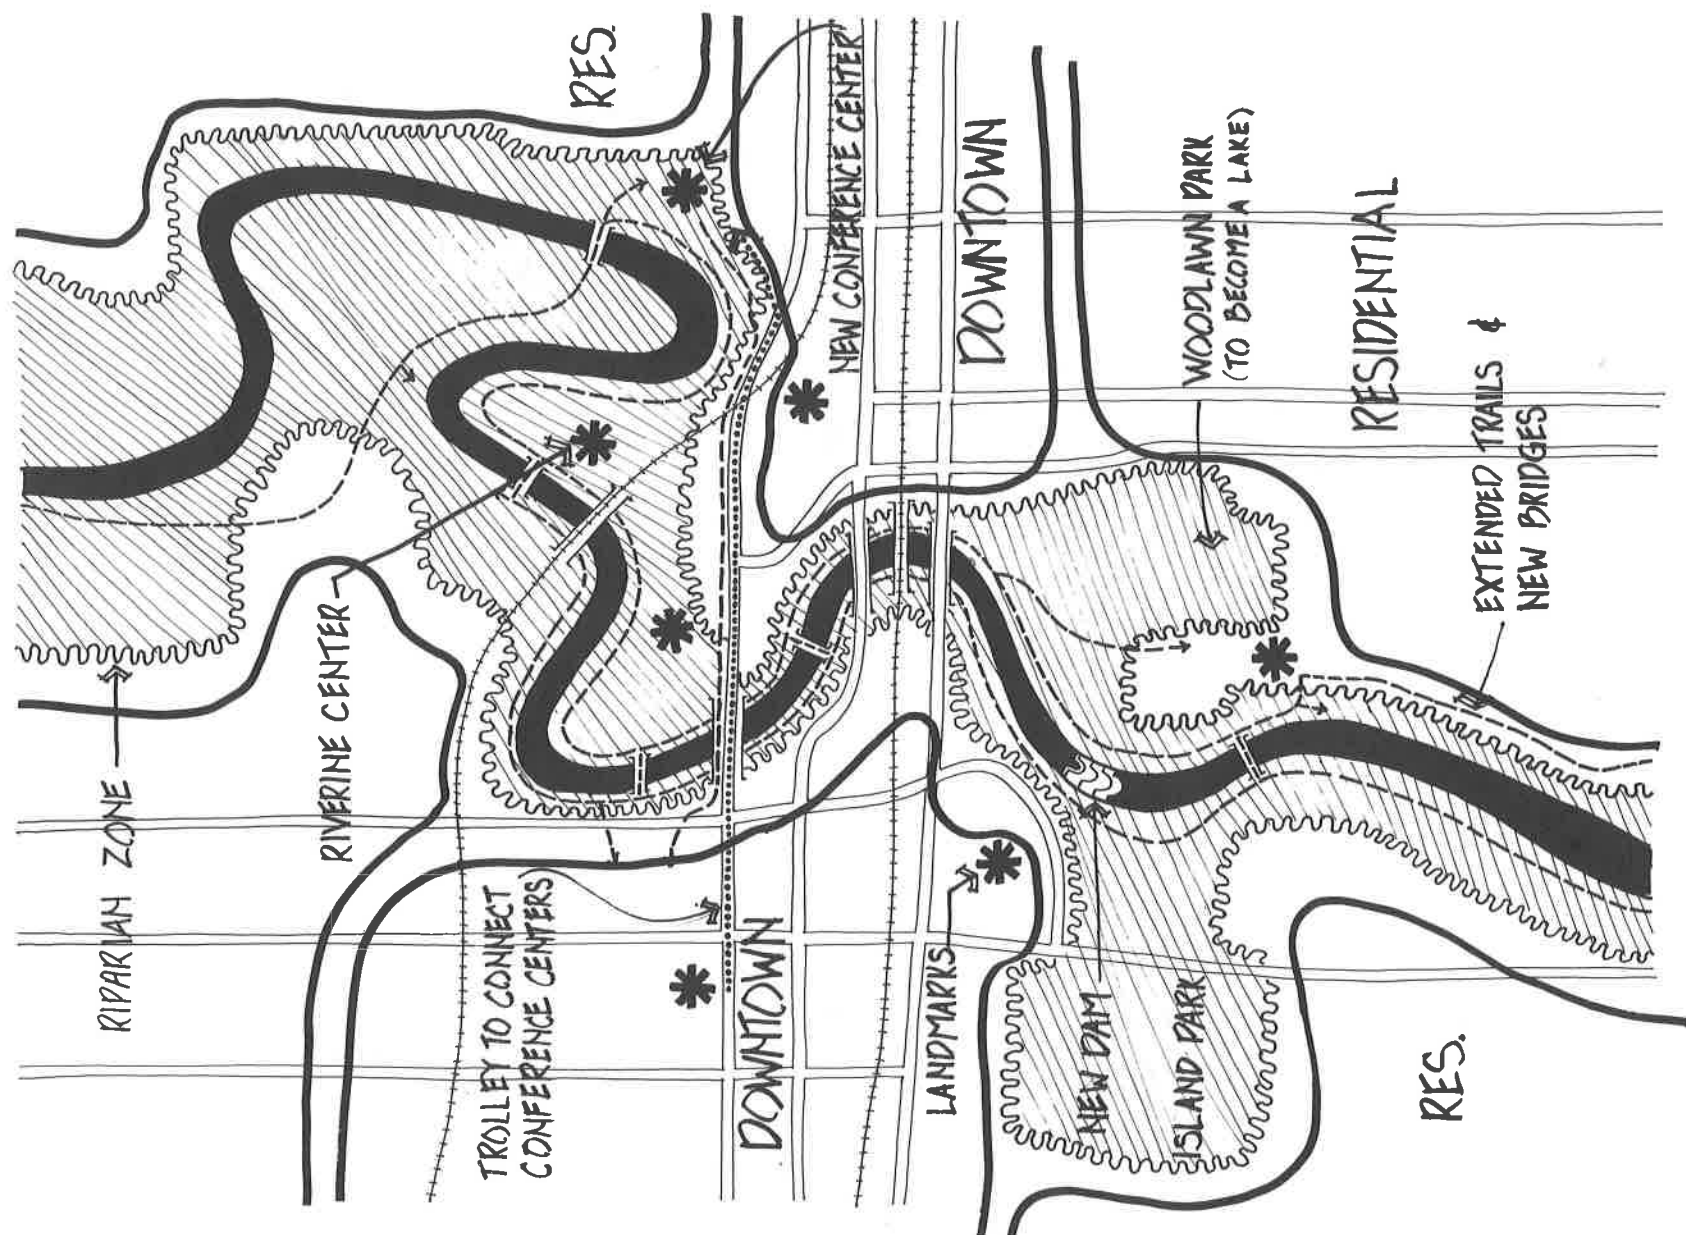 RIPARIAN ZONE
RIVERINE CENTER
TROLLEY TO CONNECT
CONFERENCE CENTERS
RES.
DOWNTOWN
NEW CONFERENCE CENTER
LANDMARKS
DOWNTOWN
NEW DAM
ISLAND PARK
WOODLAWN PARK
(TO BECOME A LAKE)
RESIDENTIAL
RES.
EXTENDED TRAILS &
NEW BRIDGES